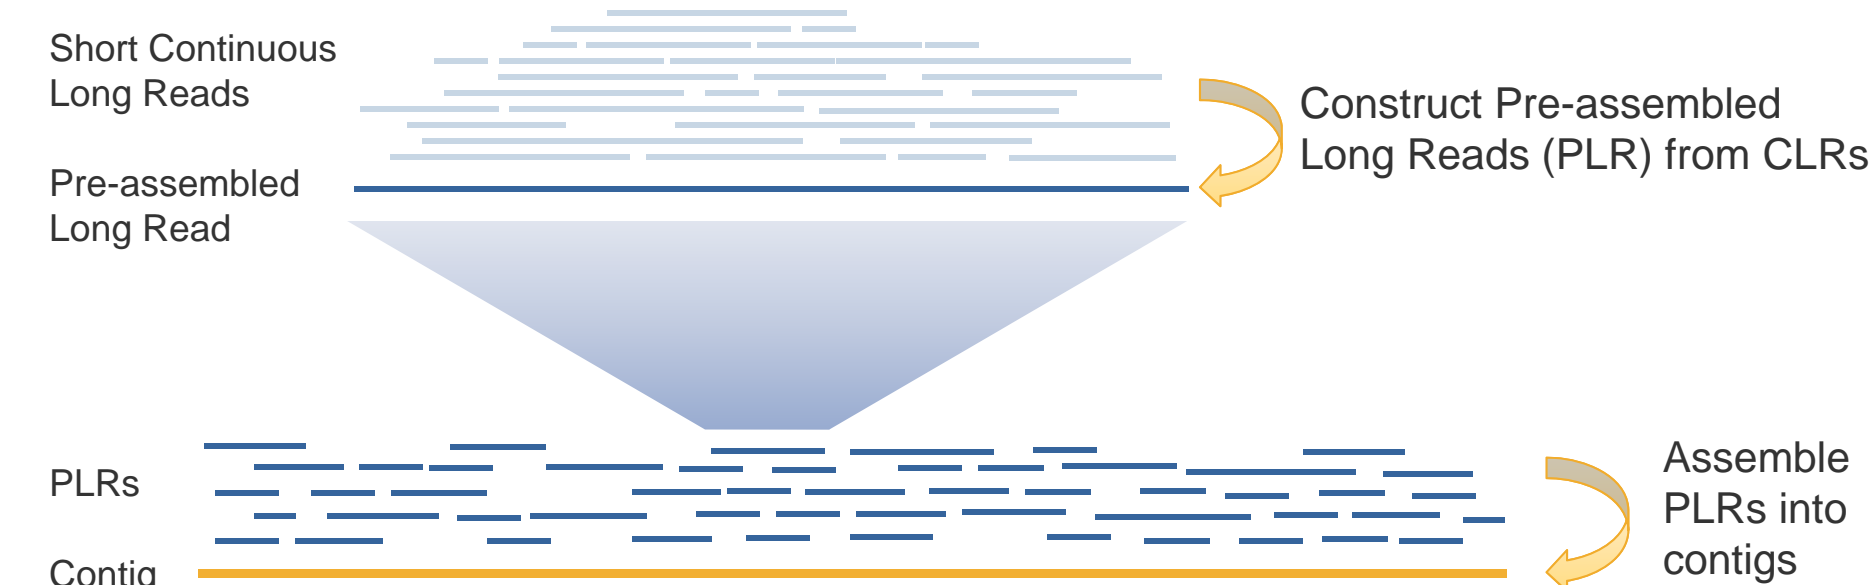 Short Continuous
Long Reads
Construct Pre-assembled
Long Reads (PLR) from CLRs
Pre-assembled
Long Read
PLRs
Assemble
PLRs into
contigs
Contig